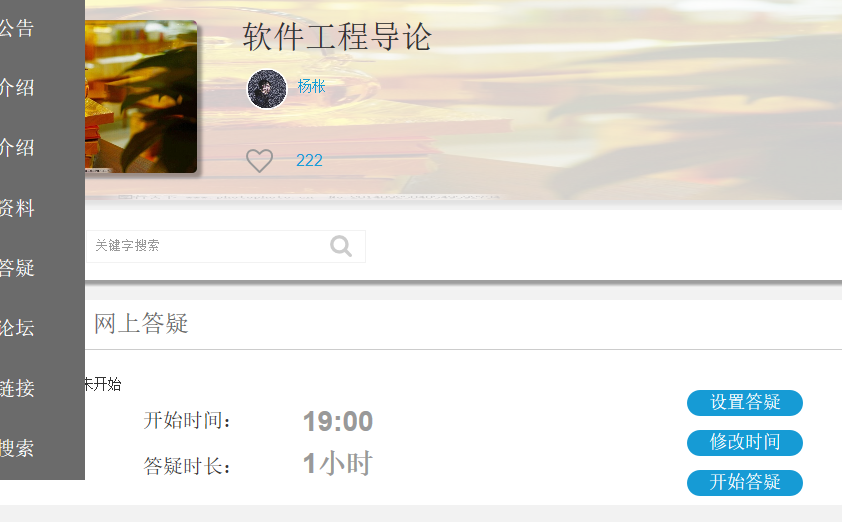 公告
介绍
介绍
资料
答疑
论坛
链接
搜索
软件工程导论
杨枨
222
关键字搜索
网上答疑
未开始
开始时间：
19:00
答疑时长：
1小时
设置答疑
修改时间
开始答疑